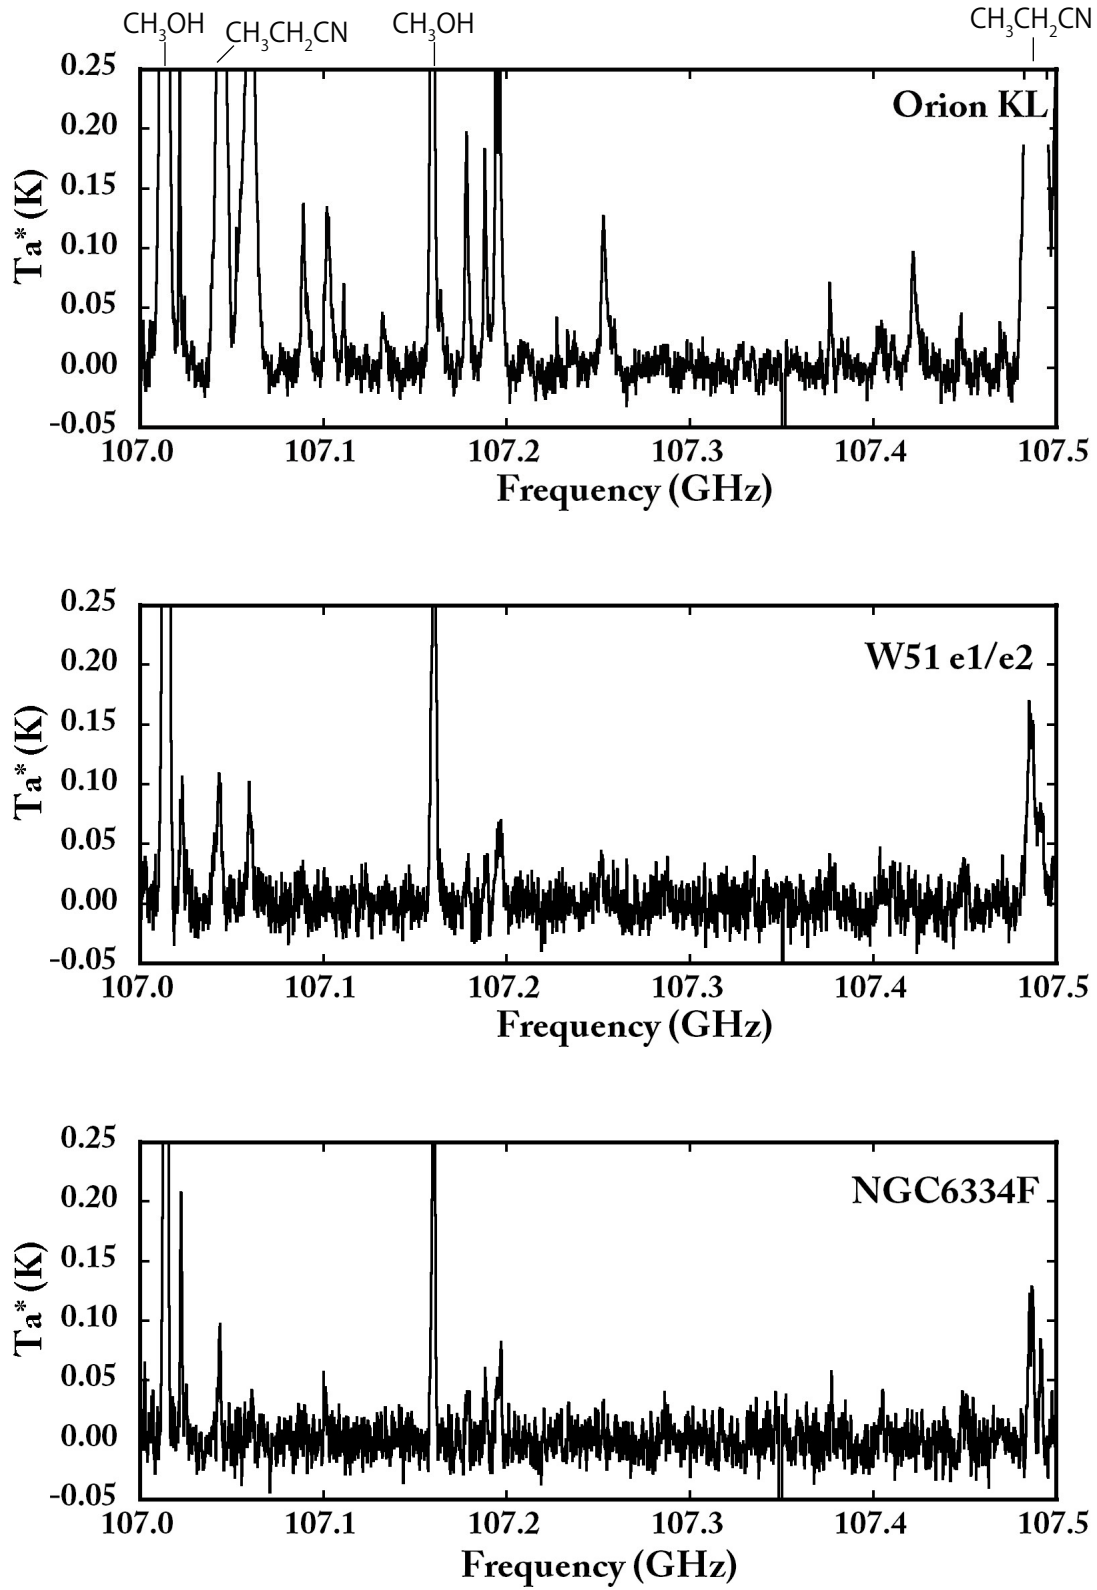 CH₃OH CH₃CH₂CN CH₃OH CH₃CH₂CN
0.25
0.20
0.15
0.10
0.05
0.00
-0.05
Ta* (K)
Orion KL
107.0 107.1 107.2 107.3 107.4 107.5
Frequency (GHz)
0.25
0.20
0.15
0.10
0.05
0.00
-0.05
Ta* (K)
W51 e1/e2
107.0 107.1 107.2 107.3 107.4 107.5
Frequency (GHz)
0.25
0.20
0.15
0.10
0.05
0.00
-0.05
Ta* (K)
NGC6334F
107.0 107.1 107.2 107.3 107.4 107.5
Frequency (GHz)